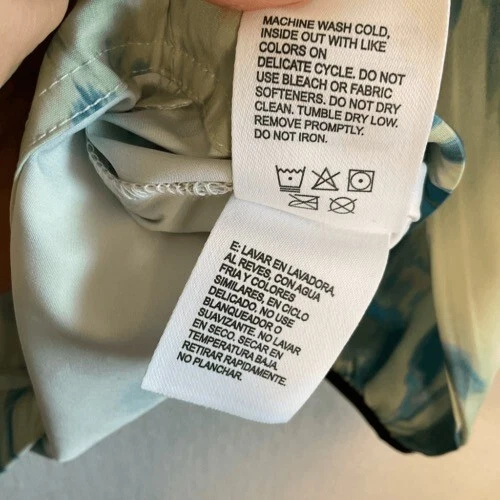 MACHINE WASH COLD,
INSIDE OUT WITH LIKE
COLORS ON
DELICATE CYCLE. DO NOT
USE BLEACH OR FABRIC
SOFTENERS. DO NOT DRY
CLEAN. TUMBLE DRY LOW.
REMOVE PROMPTLY.
DO NOT IRON.
E: LAVAR EN LAVADORA,
AL REVES, CON AGUA
FRIA Y COLORES
SIMILARES, EN CICLO
DELICADO. NO USE
BLANQUEADOR O
SUAVIZANTE. NO LAVAR
EN SECO. SECAR EN
TEMPERATURA BAJA.
RETIRAR RAPIDAMENTE.
NO PLANCHAR.